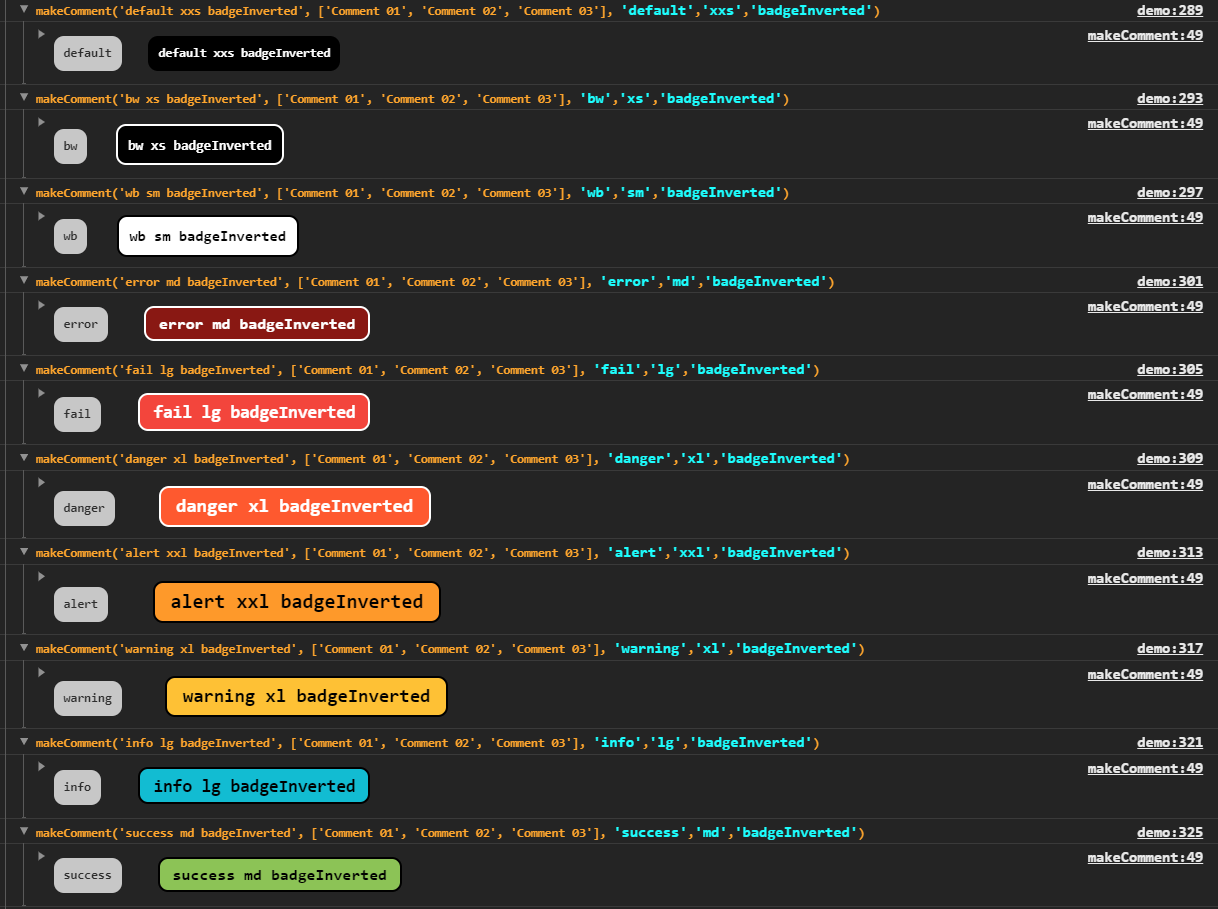 makeComment('default xxs badgeInverted', ['Comment 01', 'Comment 02', 'Comment 03'], 'default','xxs','badgeInverted') demo:289
makeComment:49
default default xxs badgeInverted
makeComment('bw xs badgeInverted', ['Comment 01', 'Comment 02', 'Comment 03'], 'bw','xs','badgeInverted') demo:293
makeComment:49
bw bw xs badgeInverted
makeComment('wb sm badgeInverted', ['Comment 01', 'Comment 02', 'Comment 03'], 'wb','sm','badgeInverted') demo:297
makeComment:49
wb wb sm badgeInverted
makeComment('error md badgeInverted', ['Comment 01', 'Comment 02', 'Comment 03'], 'error','md','badgeInverted') demo:301
makeComment:49
error error md badgeInverted
makeComment('fail lg badgeInverted', ['Comment 01', 'Comment 02', 'Comment 03'], 'fail','lg','badgeInverted') demo:305
makeComment:49
fail fail lg badgeInverted
makeComment('danger xl badgeInverted', ['Comment 01', 'Comment 02', 'Comment 03'], 'danger','xl','badgeInverted') demo:309
makeComment:49
danger danger xl badgeInverted
makeComment('alert xxl badgeInverted', ['Comment 01', 'Comment 02', 'Comment 03'], 'alert','xxl','badgeInverted') demo:313
makeComment:49
alert alert xxl badgeInverted
makeComment('warning xl badgeInverted', ['Comment 01', 'Comment 02', 'Comment 03'], 'warning','xl','badgeInverted') demo:317
makeComment:49
warning warning xl badgeInverted
makeComment('info lg badgeInverted', ['Comment 01', 'Comment 02', 'Comment 03'], 'info','lg','badgeInverted') demo:321
makeComment:49
info info lg badgeInverted
makeComment('success md badgeInverted', ['Comment 01', 'Comment 02', 'Comment 03'], 'success','md','badgeInverted') demo:325
makeComment:49
success success md badgeInverted